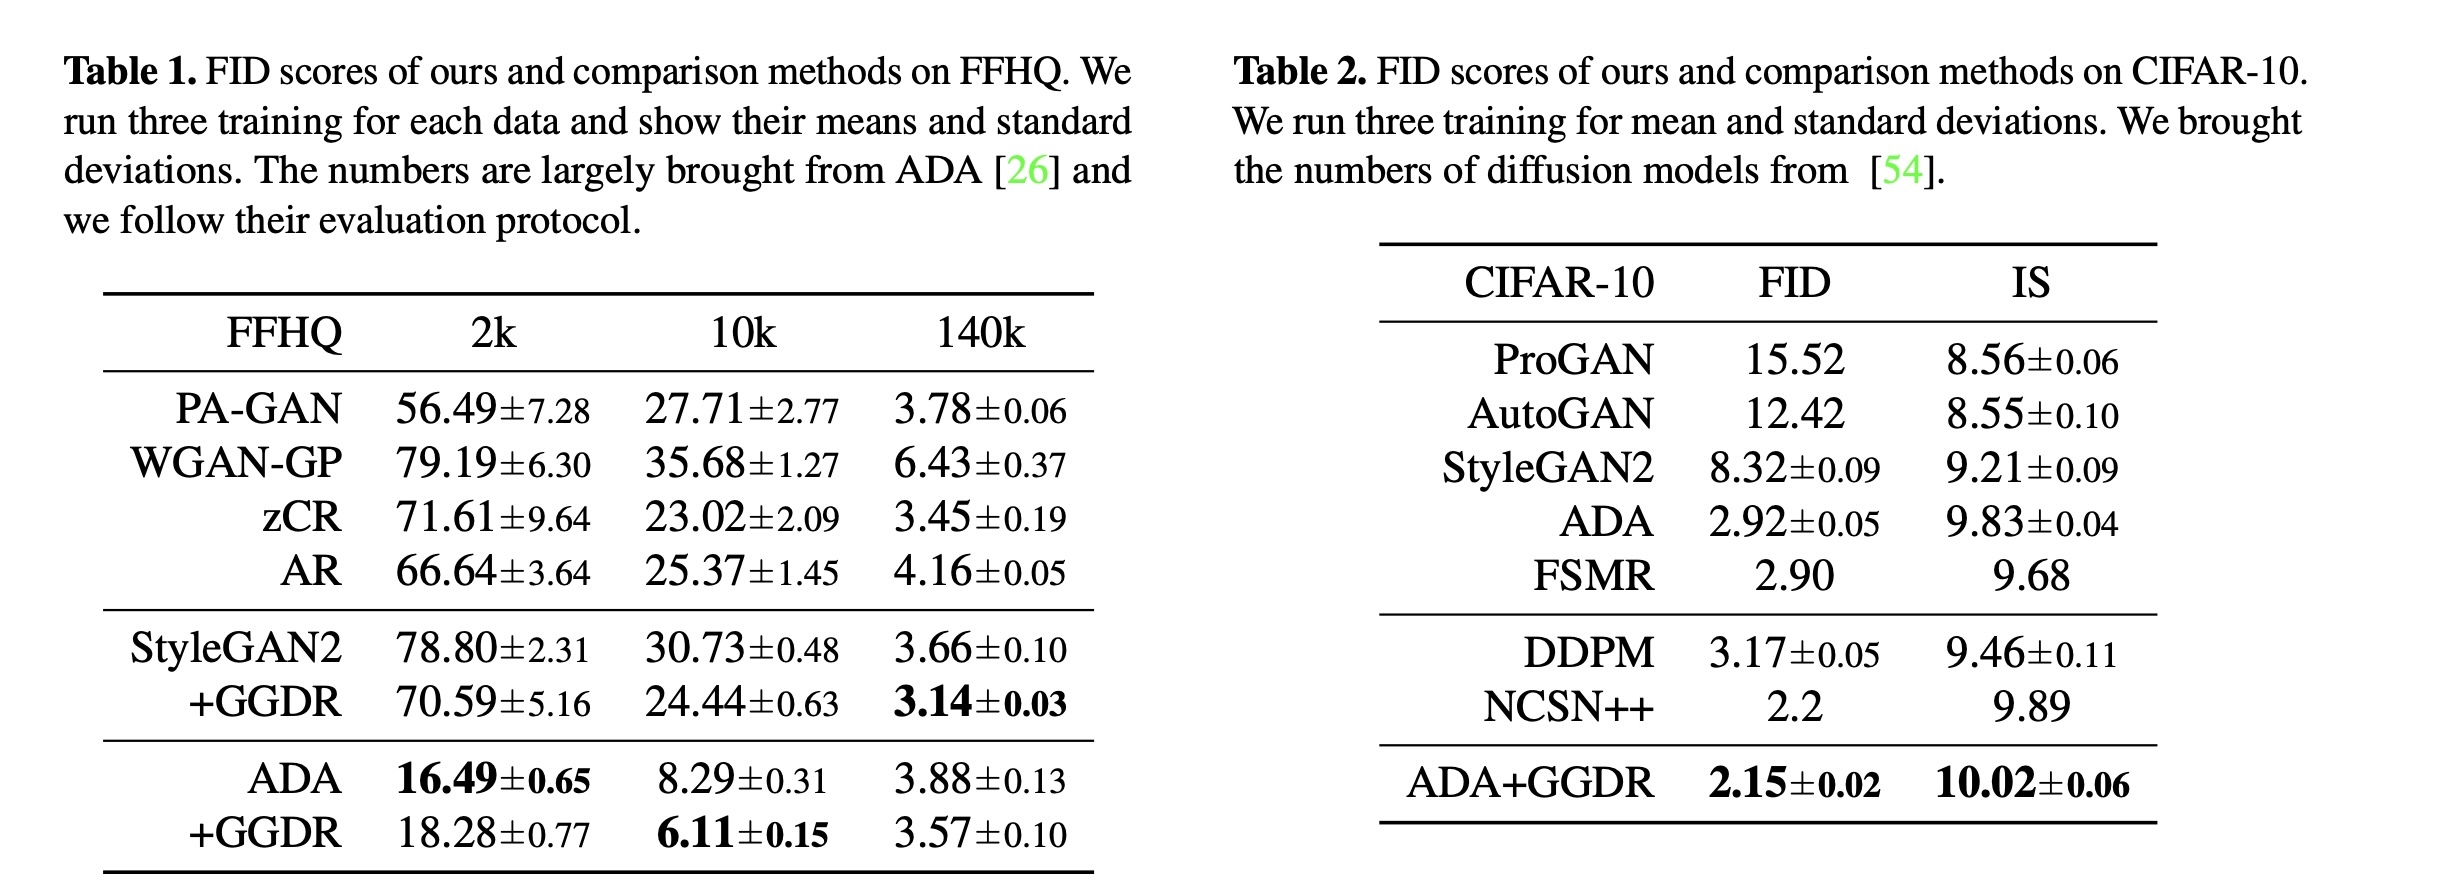 Table 1. FID scores of ours and comparison methods on FFHQ. We
run three training for each data and show their means and standard
deviations. The numbers are largely brought from ADA [26] and
we follow their evaluation protocol.
FFHQ 2k 10k 140k
PA-GAN 56.49±7.28 27.71±2.77 3.78±0.06
WGAN-GP 79.19±6.30 35.68±1.27 6.43±0.37
zCR 71.61±9.64 23.02±2.09 3.45±0.19
AR 66.64±3.64 25.37±1.45 4.16±0.05
StyleGAN2 78.80±2.31 30.73±0.48 3.66±0.10
+GGDR 70.59±5.16 24.44±0.63 3.14±0.03
ADA 16.49±0.65 8.29±0.31 3.88±0.13
+GGDR 18.28±0.77 6.11±0.15 3.57±0.10
Table 2. FID scores of ours and comparison methods on CIFAR-10.
We run three training for mean and standard deviations. We brought
the numbers of diffusion models from [54].
CIFAR-10 FID IS
ProGAN 15.52 8.56±0.06
AutoGAN 12.42 8.55±0.10
StyleGAN2 8.32±0.09 9.21±0.09
ADA 2.92±0.05 9.83±0.04
FSMR 2.90 9.68
DDPM 3.17±0.05 9.46±0.11
NCSN++ 2.2 9.89
ADA+GGDR 2.15±0.02 10.02±0.06